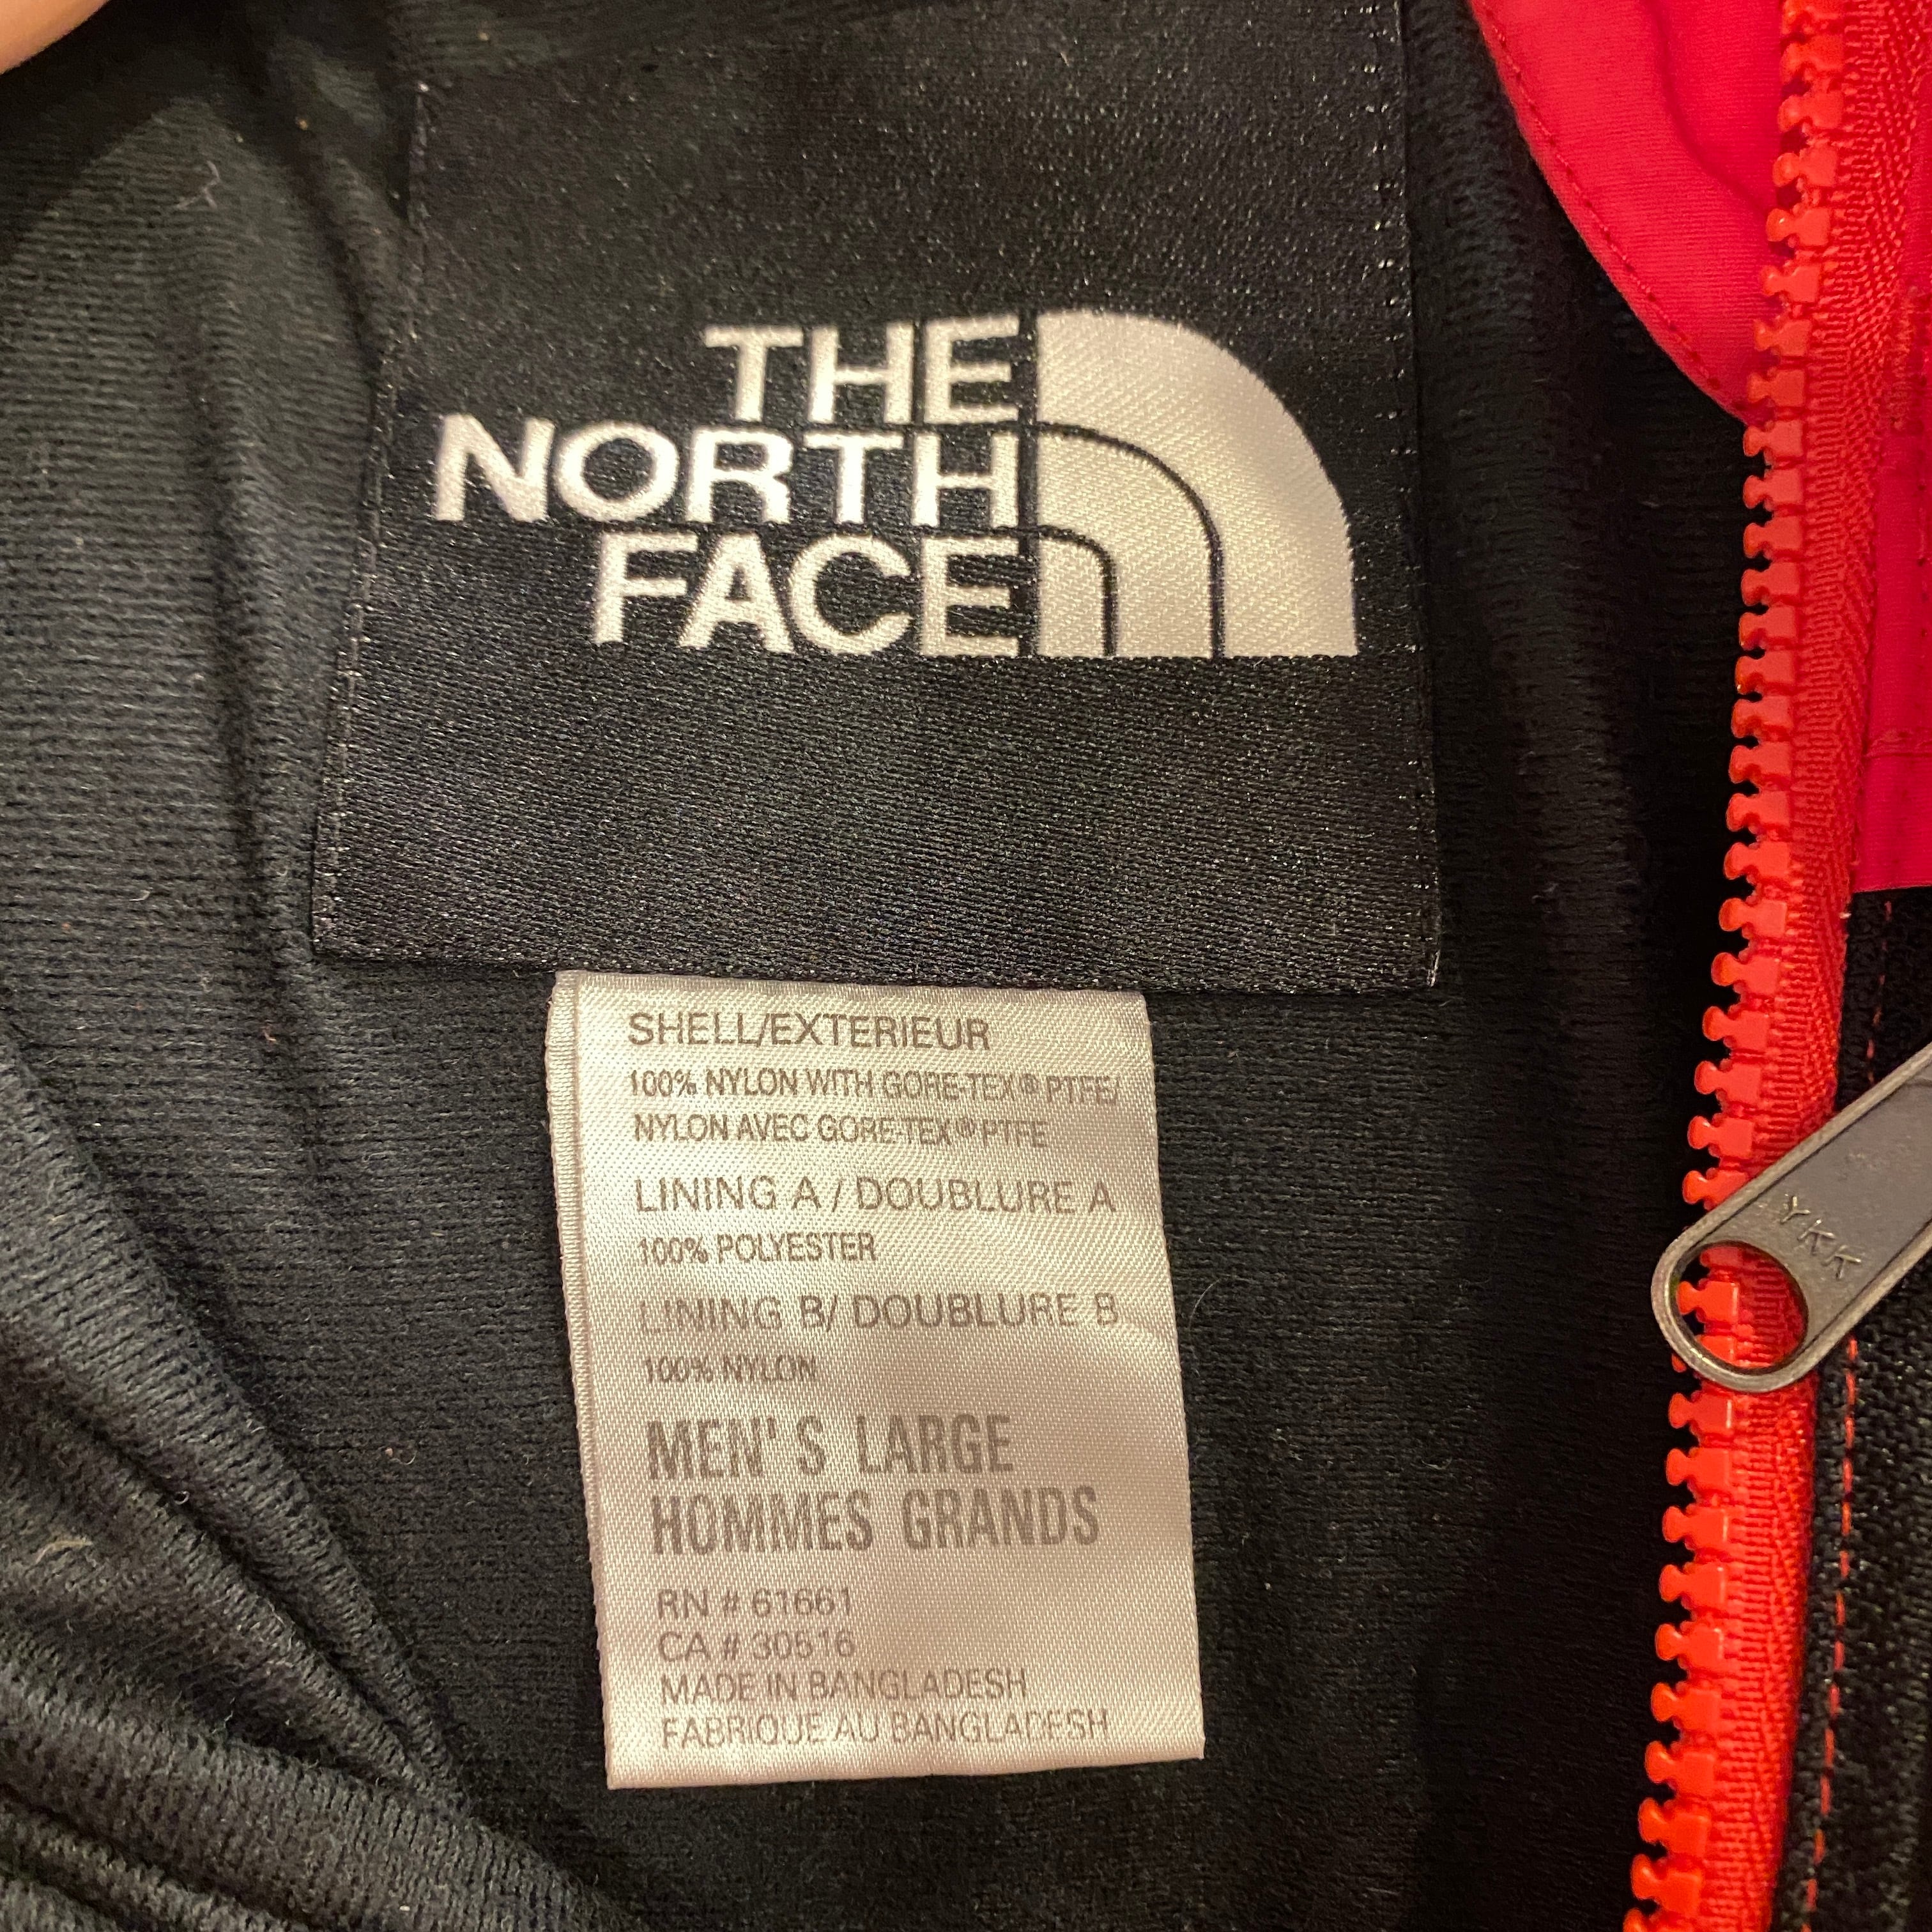 THE
NORTH
FACE
SHELL/EXTERIEUR
100% NYLON WITH GORE-TEX® PTFE/
NYLON AVEC GORE-TEX® PTFE
LINING A / DOUBLURE A
100% POLYESTER
LINING B/ DOUBLURE B
100% NYLON
MEN'S LARGE
HOMMES GRANDS
RN # 61661
CA # 30516
MADE IN BANGLADESH
FABRIQUE AU BANGLADESH
YKK